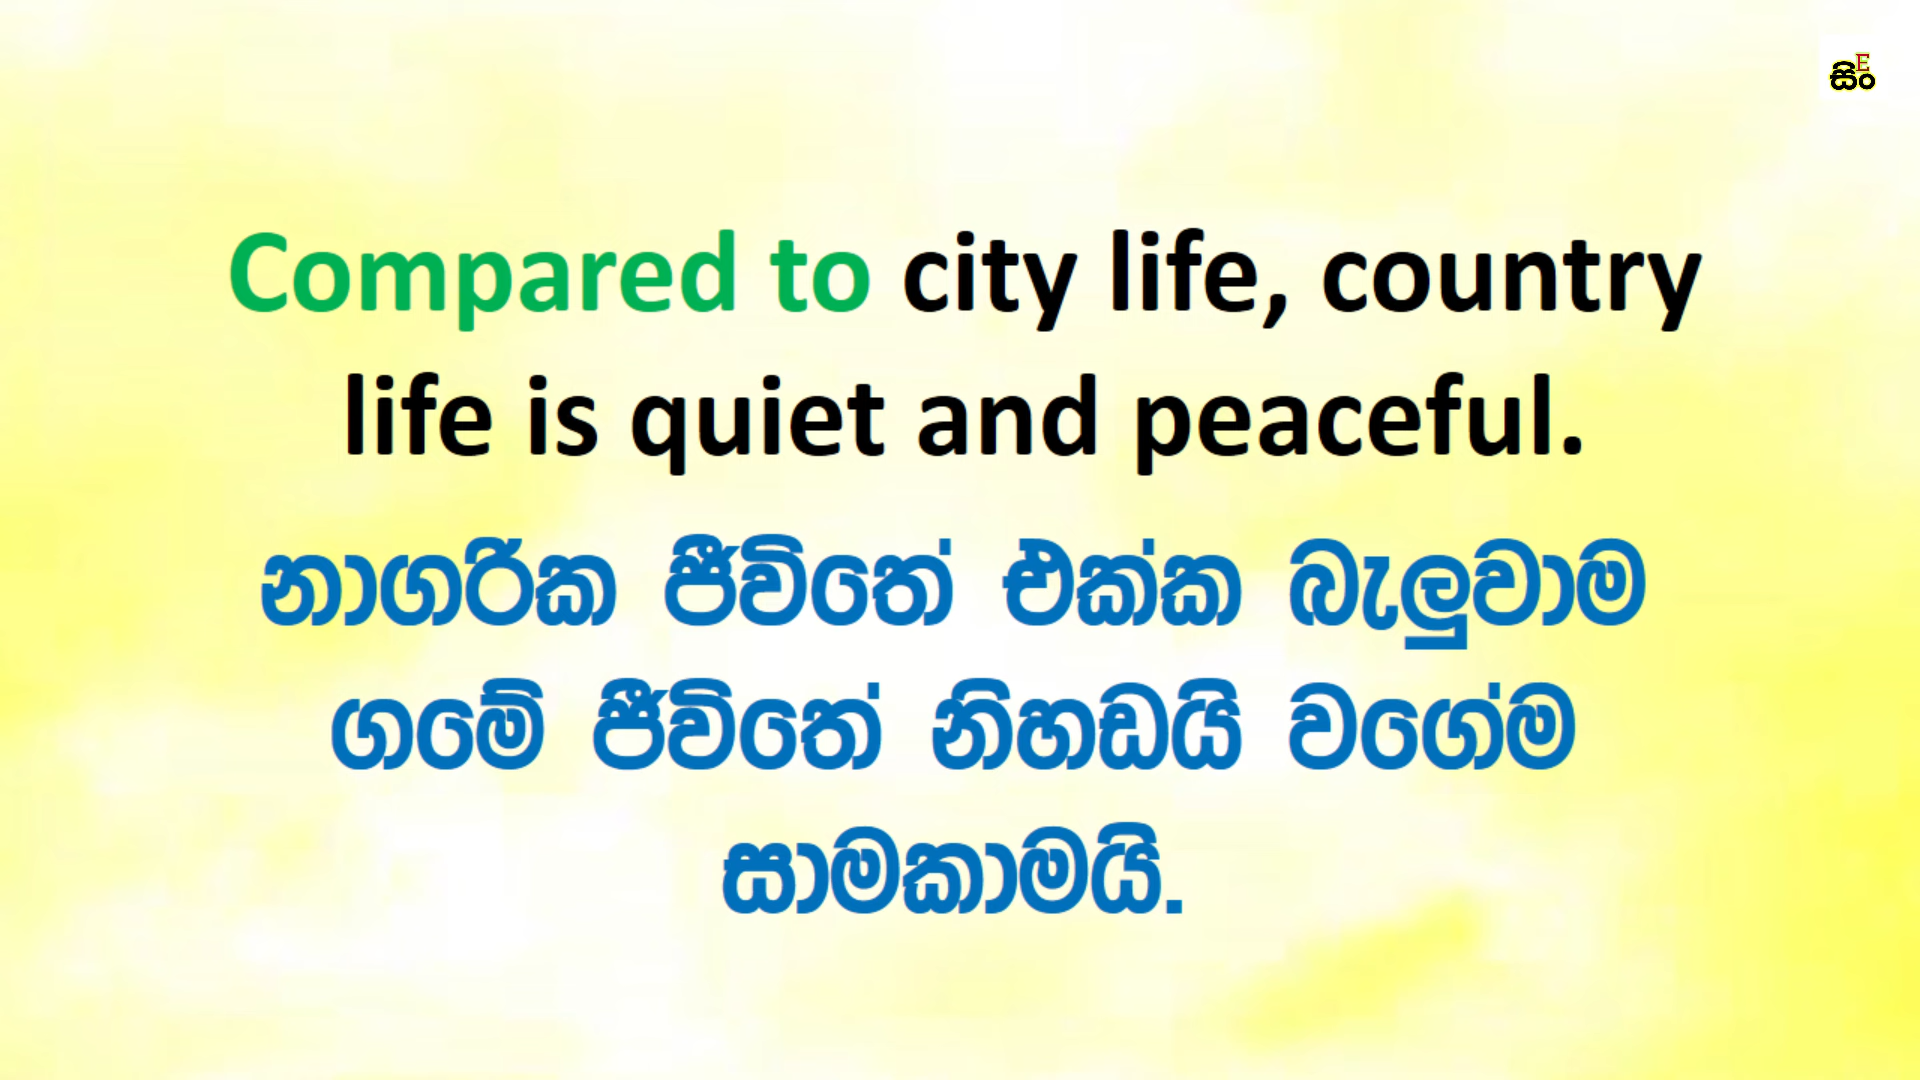 සිංE
Compared to city life, country
life is quiet and peaceful.
නාගරික ජීවිතේ එක්ක බැලුවාම
ගමේ ජීවිතේ නිහඩයි වගේම
සාමකාමයි.